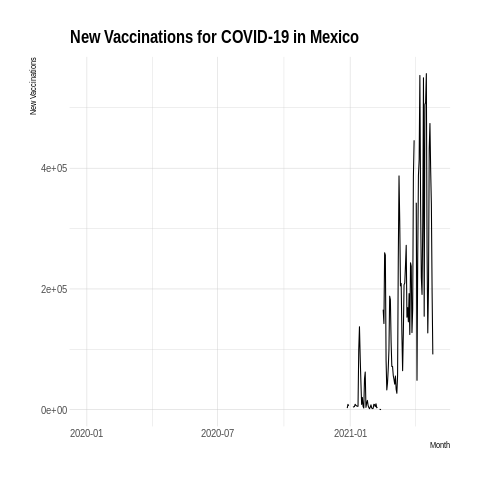 New Vaccinations for COVID-19 in Mexico
New Vaccinations
4e+05
2e+05
0e+00
2020-01
2020-07
2021-01
Month